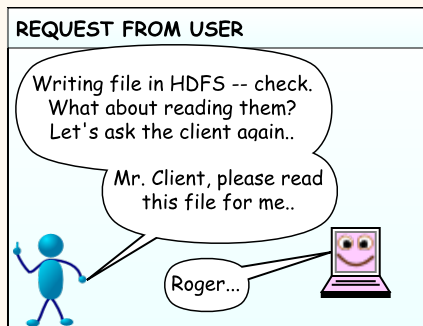 REQUEST FROM USER
Writing file in HDFS -- check.
What about reading them?
Let's ask the client again..
Mr. Client, please read
this file for me..
Roger...